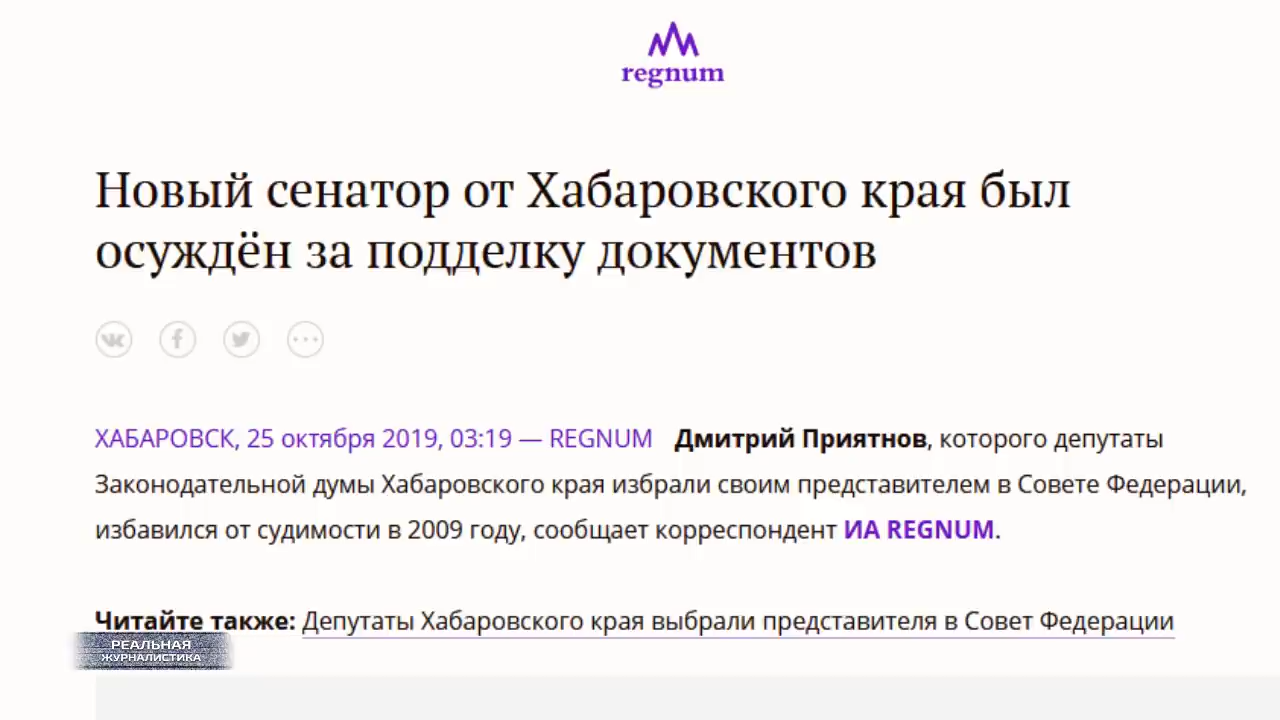 regnum
Новый сенатор от Хабаровского края был
осуждён за подделку документов
ХАБАРОВСК, 25 октября 2019, 03:19 — REGNUM Дмитрий Приятнов, которого депутаты
Законодательной думы Хабаровского края избрали своим представителем в Совете Федерации,
избавился от судимости в 2009 году, сообщает корреспондент ИА REGNUM.
Читайте также: Депутаты Хабаровского края выбрали представителя в Совет Федерации
РЕАЛЬНАЯ
ЖУРНАЛИСТИКА